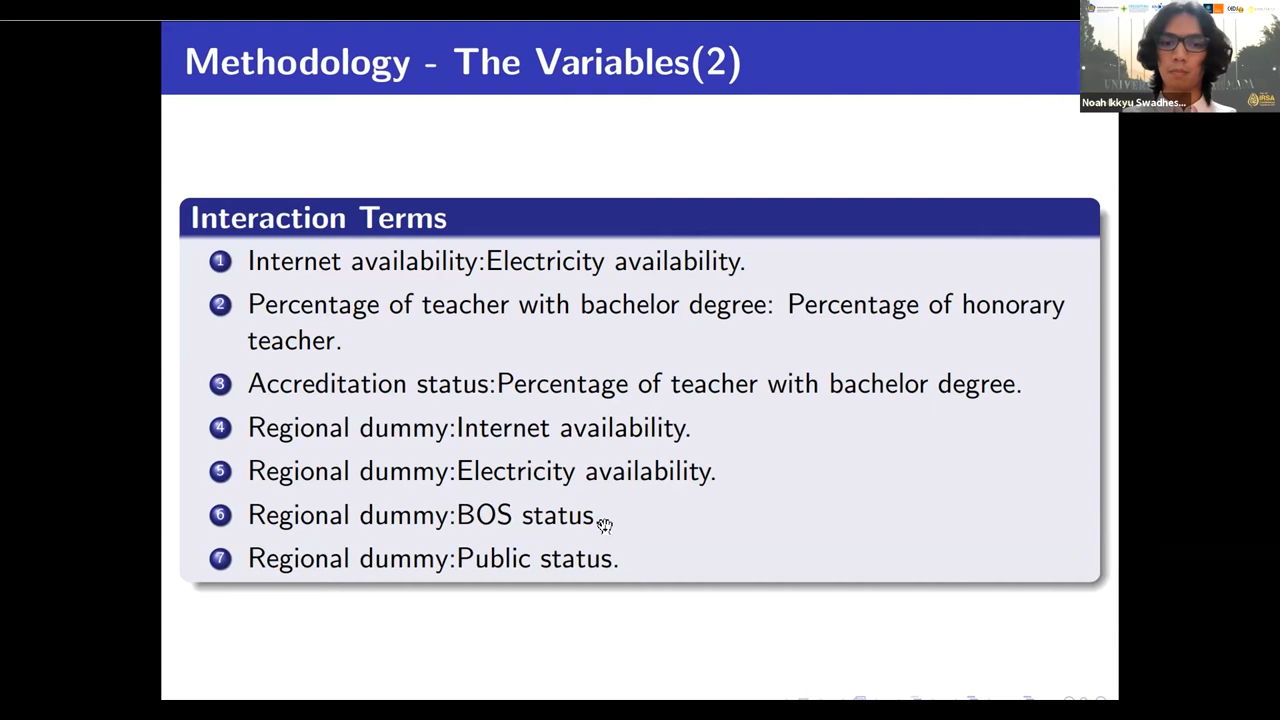 Methodology - The Variables(2)
Noah Ikkyu Swadhes...
IRSA
Interaction Terms
1 Internet availability:Electricity availability.
2 Percentage of teacher with bachelor degree: Percentage of honorary
teacher.
3 Accreditation status:Percentage of teacher with bachelor degree.
4 Regional dummy:Internet availability.
5 Regional dummy:Electricity availability.
6 Regional dummy:BOS status.
7 Regional dummy:Public status.